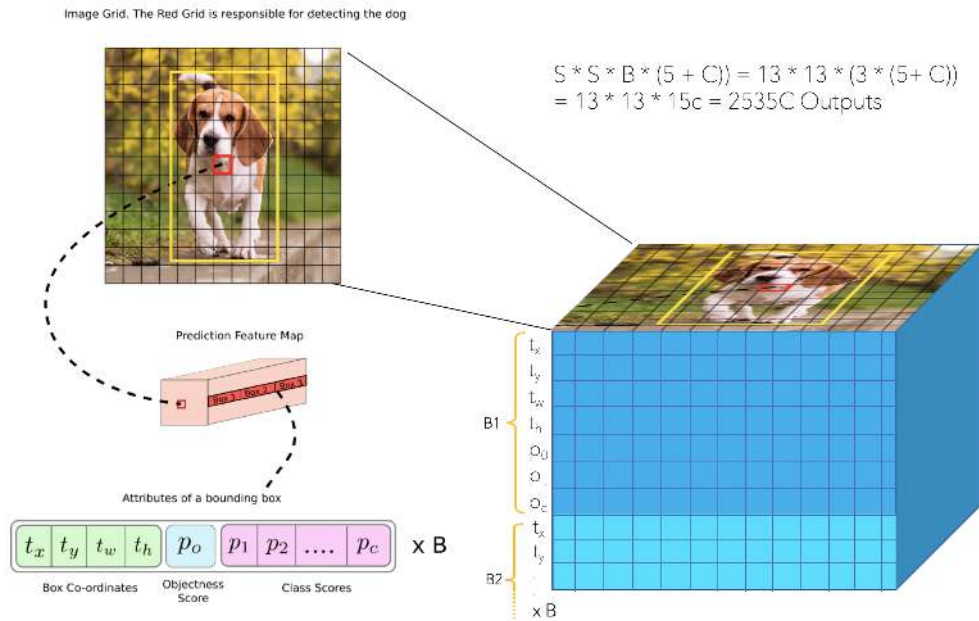 Image Grid. The Red Grid is responsible for detecting the dog
S * S * B * (5 + C)) = 13 * 13 * (3 * (5+ C))
= 13 * 13 * 15c = 2535C Outputs
Prediction Feature Map
Box 1 Box 2 Box 3
Attributes of a bounding box
t_x t_y t_w t_h p_o p_1 p_2 .... p_c x B
Box Co-ordinates
Objectness
Score
Class Scores
B1
t_x
t_y
t_w
t_h
o_0
o_.
o_c
B2
t_x
t_y
.
x B